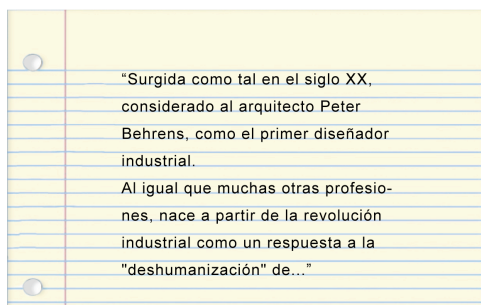 “Surgida como tal en el siglo XX,
considerado al arquitecto Peter
Behrens, como el primer diseñador
industrial.
Al igual que muchas otras profesio-
nes, nace a partir de la revolución
industrial como un respuesta a la
"deshumanización" de...”